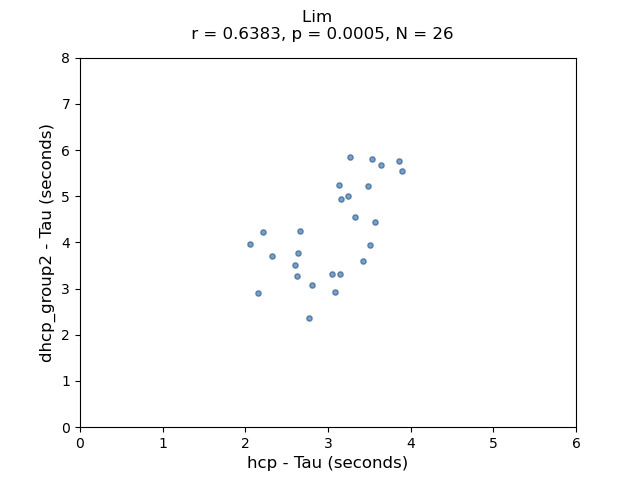 Lim
r = 0.6383, p = 0.0005, N = 26
8
7
6
5
4
3
2
1
0
dhcp_group2 - Tau (seconds)
0 1 2 3 4 5 6
hcp - Tau (seconds)